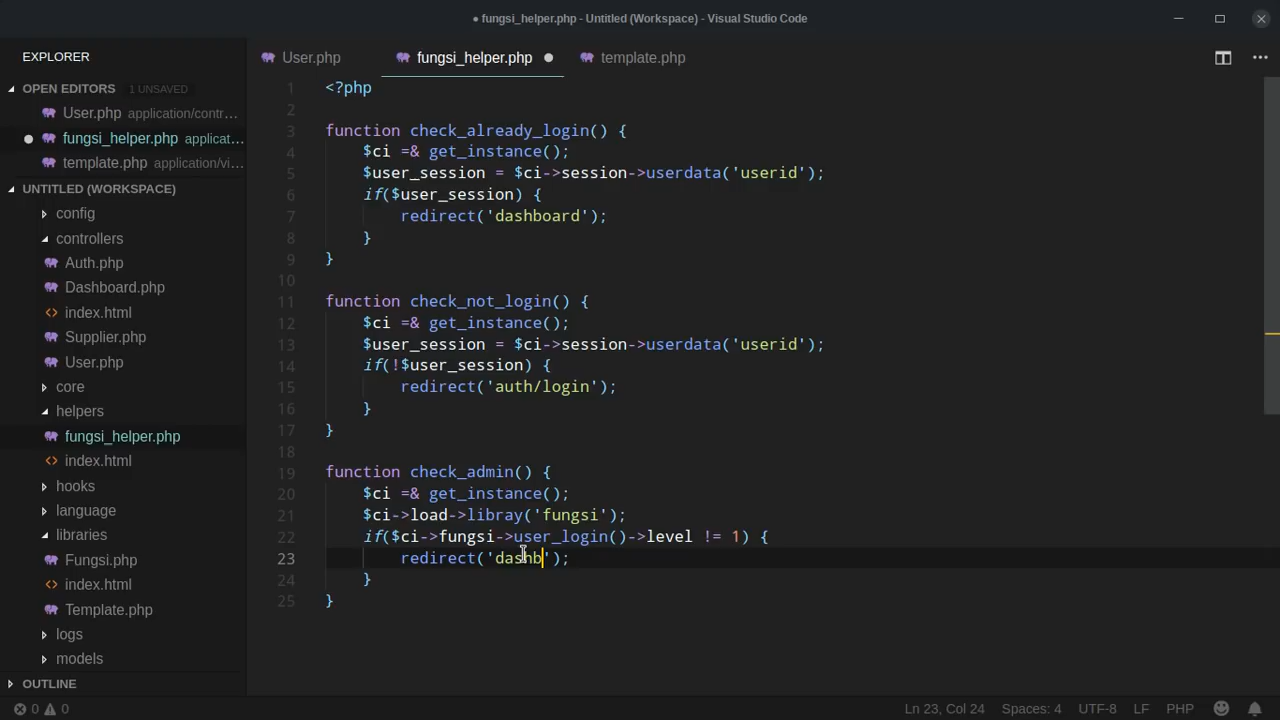 ● fungsi_helper.php - Untitled (Workspace) - Visual Studio Code
EXPLORER
OPEN EDITORS 1 UNSAVED
User.php application/contr...
fungsi_helper.php applicat...
template.php application/vi...
UNTITLED (WORKSPACE)
config
controllers
Auth.php
Dashboard.php
index.html
Supplier.php
User.php
core
helpers
fungsi_helper.php
index.html
hooks
language
libraries
Fungsi.php
index.html
Template.php
logs
models
OUTLINE
User.php fungsi_helper.php template.php
1 <?php
2
3 function check_already_login() {
4 $ci =& get_instance();
5 $user_session = $ci->session->userdata('userid');
6 if($user_session) {
7 redirect('dashboard');
8 }
9 }
10
11 function check_not_login() {
12 $ci =& get_instance();
13 $user_session = $ci->session->userdata('userid');
14 if(!$user_session) {
15 redirect('auth/login');
16 }
17 }
18
19 function check_admin() {
20 $ci =& get_instance();
21 $ci->load->libray('fungsi');
22 if($ci->fungsi->user_login()->level != 1) {
23 redirect('dashb');
24 }
25 }
0 0 Ln 23, Col 24 Spaces: 4 UTF-8 LF PHP